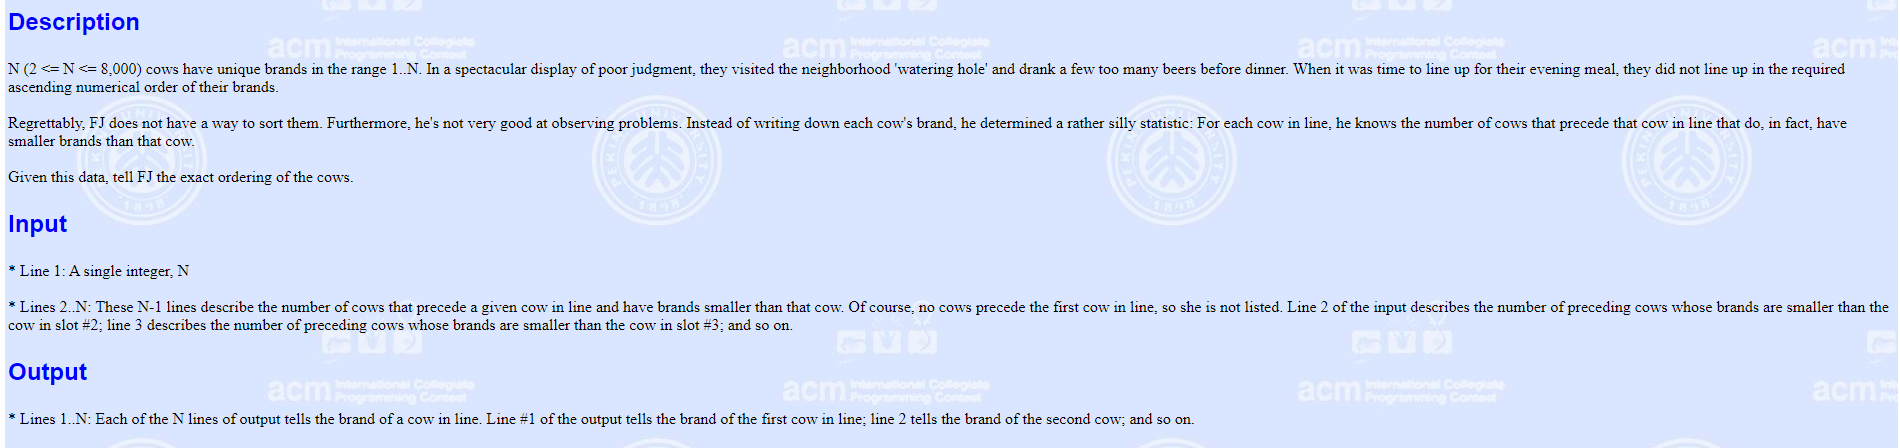 acm International Collegiate Programming Contest
Description
N (2 <= N <= 8,000) cows have unique brands in the range 1..N. In a spectacular display of poor judgment, they visited the neighborhood 'watering hole' and drank a few too many beers before dinner. When it was time to line up for their evening meal, they did not line up in the required
ascending numerical order of their brands.
Regrettably, FJ does not have a way to sort them. Furthermore, he's not very good at observing problems. Instead of writing down each cow's brand, he determined a rather silly statistic: For each cow in line, he knows the number of cows that precede that cow in line that do, in fact, have
smaller brands than that cow.
Given this data, tell FJ the exact ordering of the cows.
Input
* Line 1: A single integer, N
* Lines 2..N: These N-1 lines describe the number of cows that precede a given cow in line and have brands smaller than that cow. Of course, no cows precede the first cow in line, so she is not listed. Line 2 of the input describes the number of preceding cows whose brands are smaller than the
cow in slot #2; line 3 describes the number of preceding cows whose brands are smaller than the cow in slot #3; and so on.
Output
* Lines 1..N: Each of the N lines of output tells the brand of a cow in line. Line #1 of the output tells the brand of the first cow in line; line 2 tells the brand of the second cow; and so on.